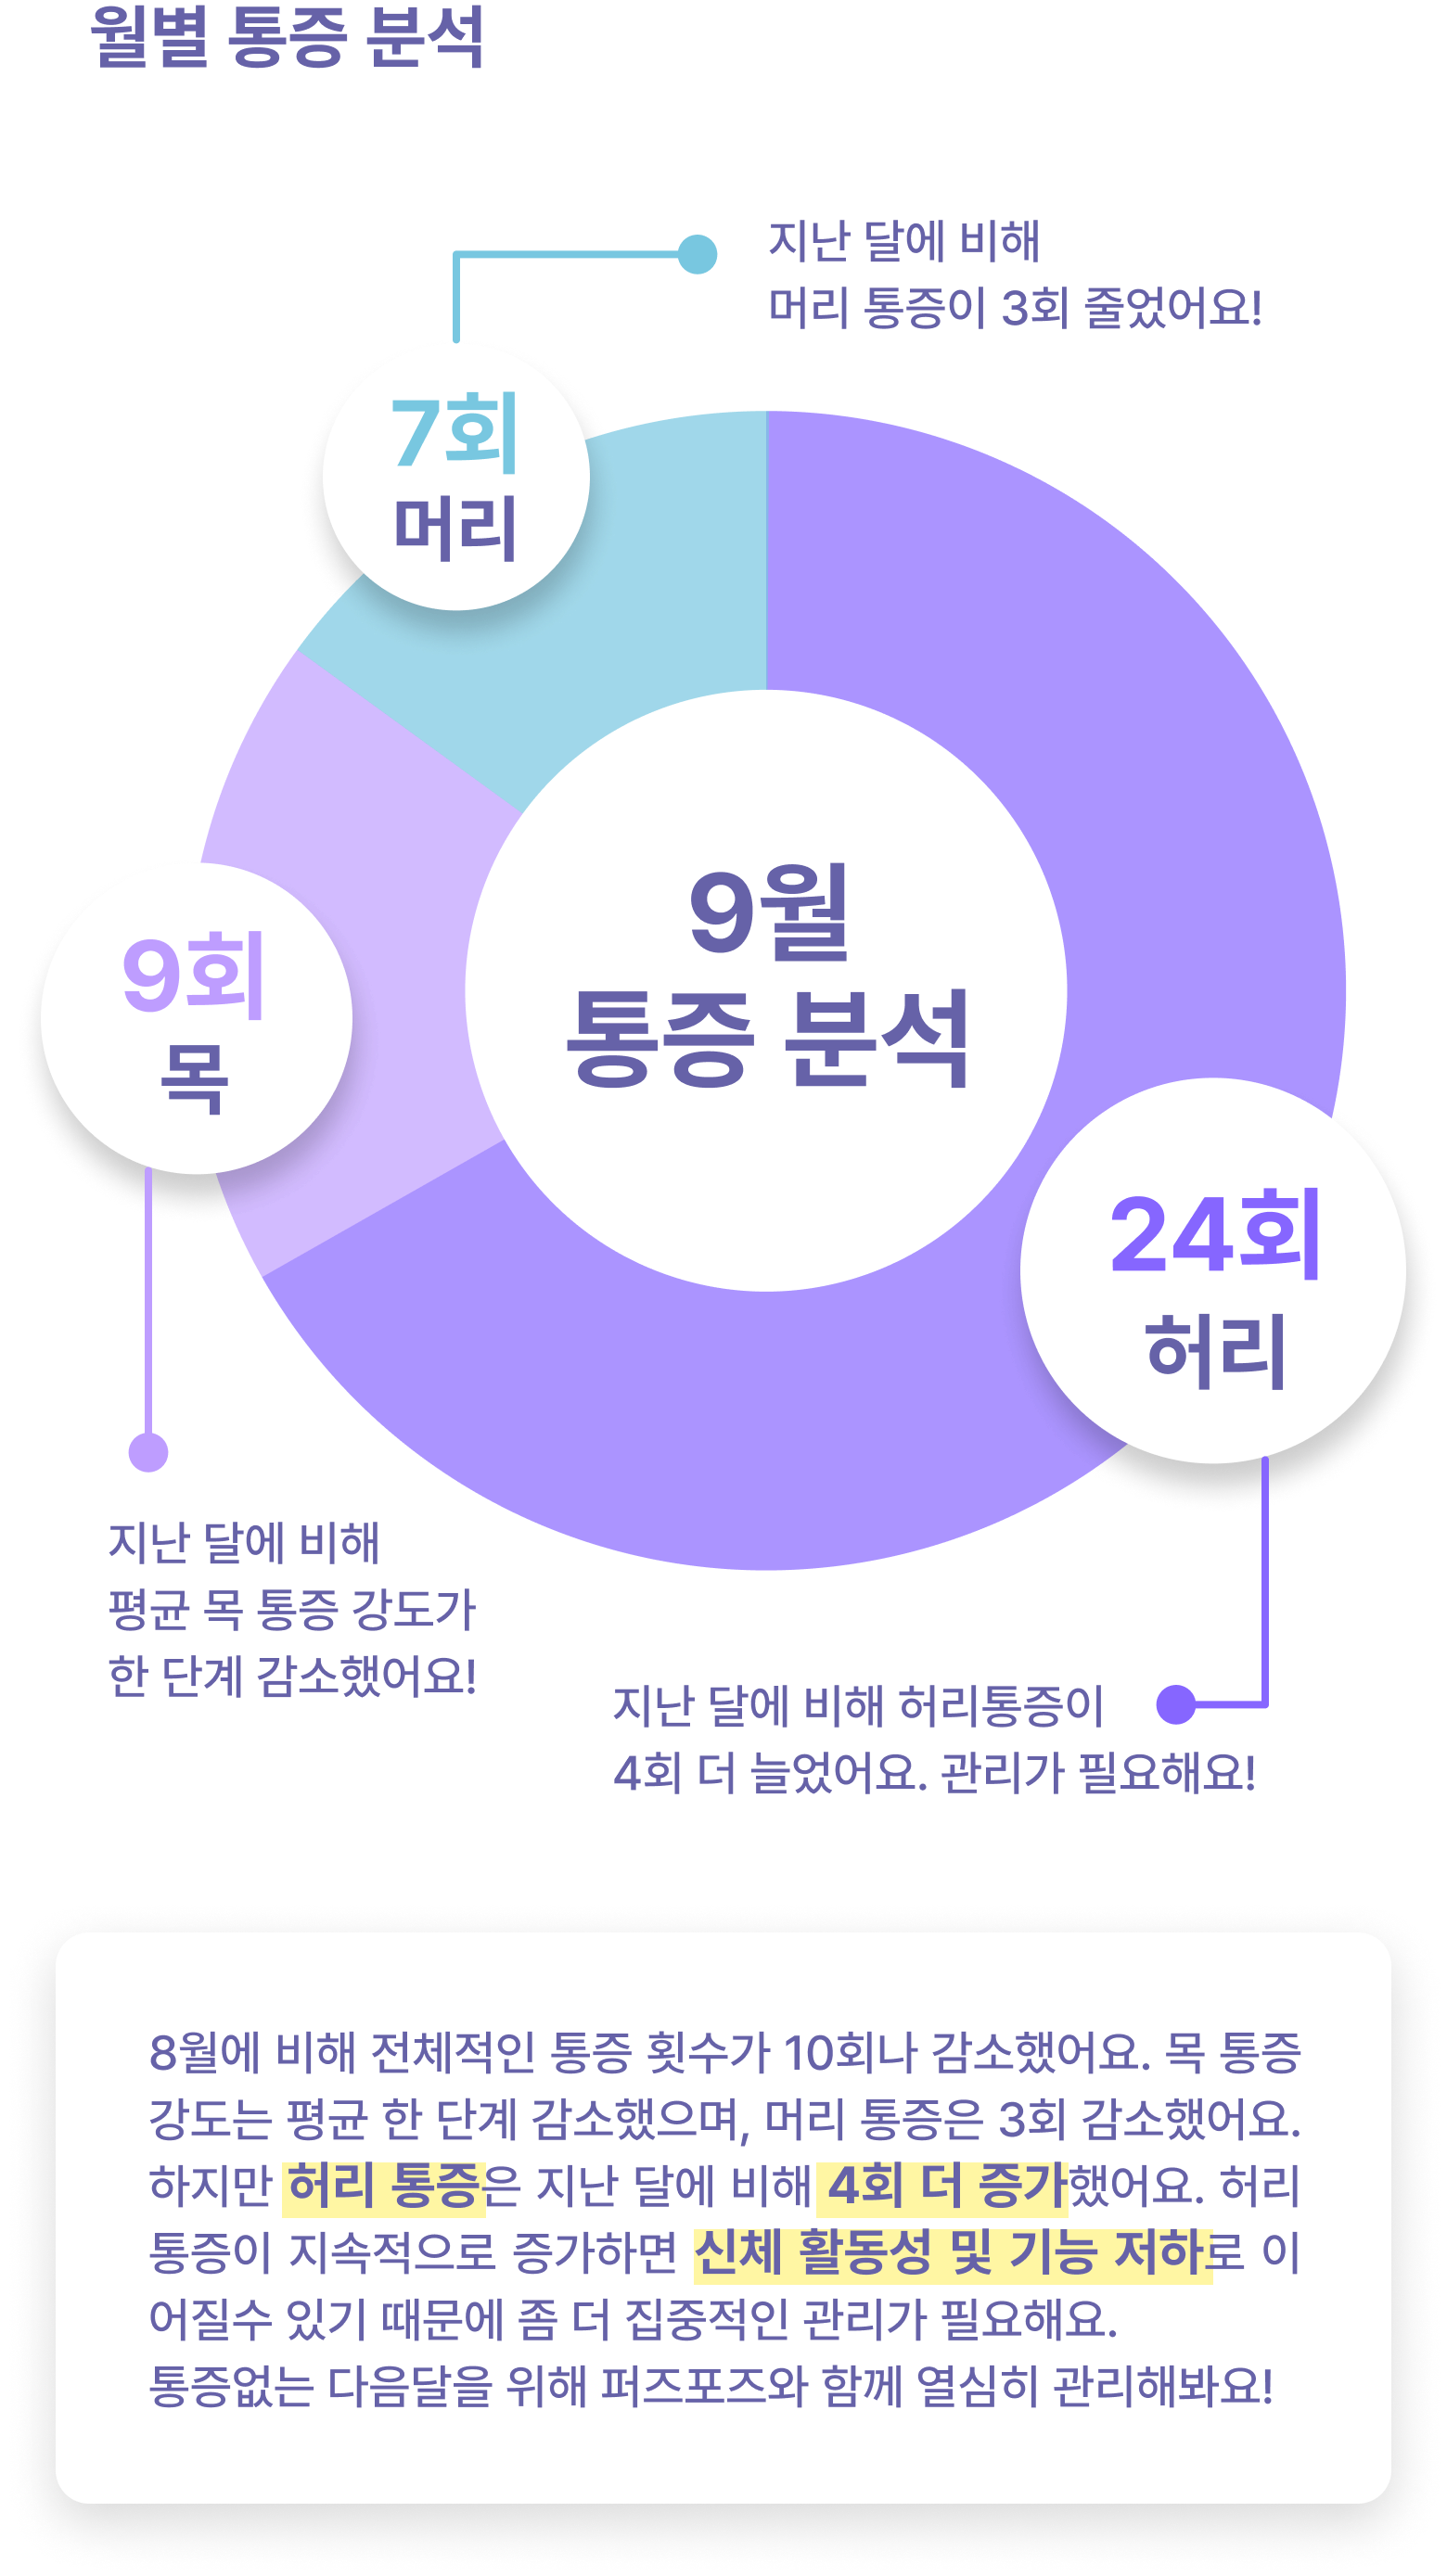 월별 통증 분석
지난 달에 비해
머리 통증이 3회 줄었어요!
7회
머리
9월
통증 분석
9회
목
24회
허리
지난 달에 비해
평균 목 통증 강도가
한 단계 감소했어요!
지난 달에 비해 허리통증이
4회 더 늘었어요. 관리가 필요해요!
8월에 비해 전체적인 통증 횟수가 10회나 감소했어요. 목 통증
강도는 평균 한 단계 감소했으며, 머리 통증은 3회 감소했어요.
하지만 허리 통증은 지난 달에 비해 4회 더 증가했어요. 허리
통증이 지속적으로 증가하면 신체 활동성 및 기능 저하로 이
어질수 있기 때문에 좀 더 집중적인 관리가 필요해요.
통증없는 다음달을 위해 퍼즈포즈와 함께 열심히 관리해봐요!